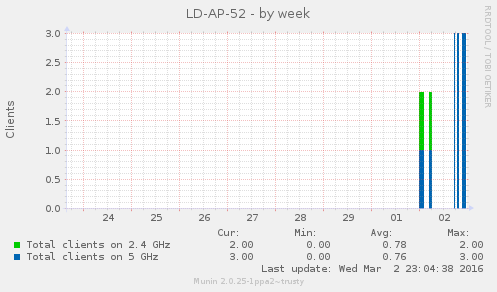 LD-AP-52 - by week
RRDTOOL / TOBI OETIKER
Clients
3.0
2.5
2.0
1.5
1.0
0.5
0.0
24 25 26 27 28 29 01 02
Cur: Min: Avg: Max:
Total clients on 2.4 GHz 2.00 0.00 0.78 2.00
Total clients on 5 GHz 3.00 0.00 0.76 3.00
Last update: Wed Mar 2 23:04:38 2016
Munin 2.0.25-1ppa2~trusty